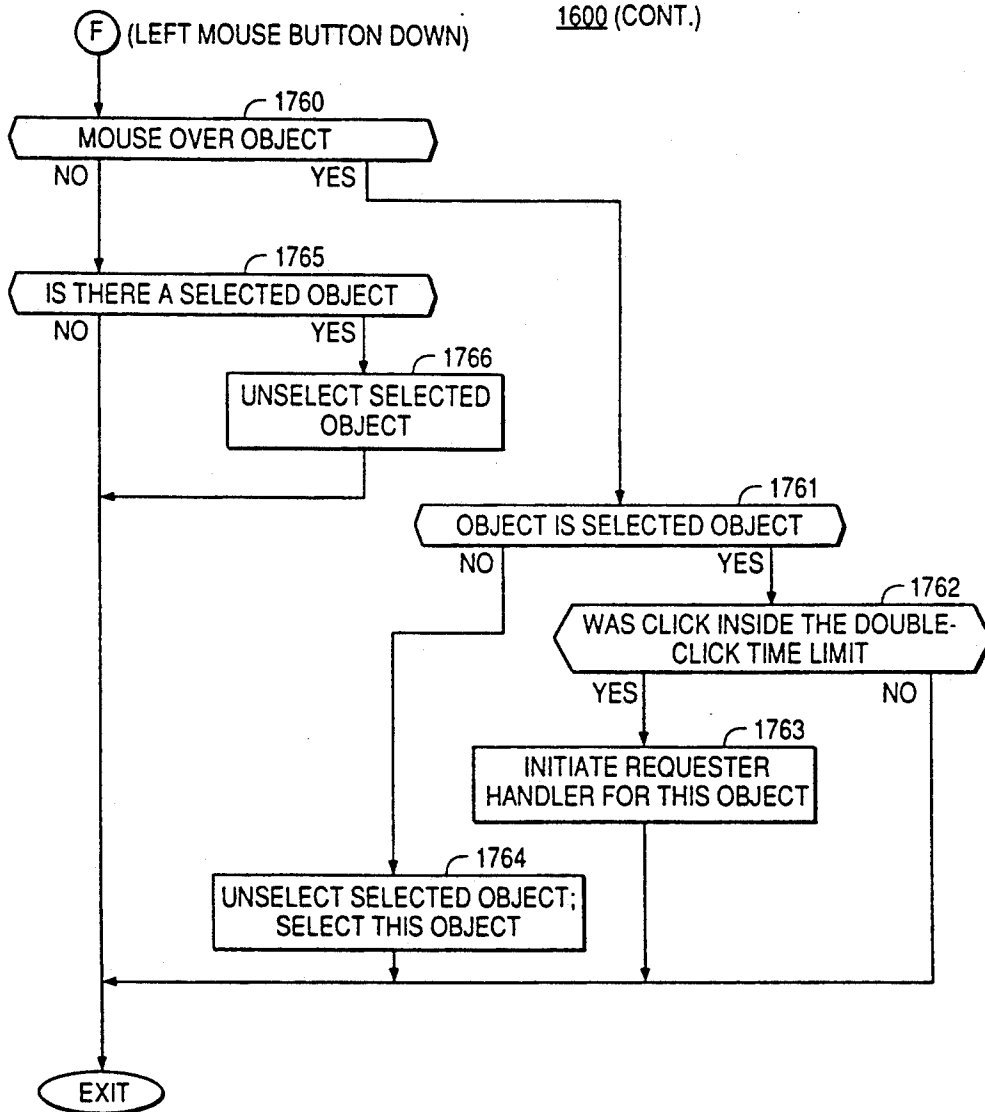 1600 (CONT.)
F (LEFT MOUSE BUTTON DOWN)
1760
MOUSE OVER OBJECT
NO YES
1765
IS THERE A SELECTED OBJECT
NO YES
1766
UNSELECT SELECTED
OBJECT
1761
OBJECT IS SELECTED OBJECT
NO YES
1762
WAS CLICK INSIDE THE DOUBLE-
CLICK TIME LIMIT
YES NO
1763
INITIATE REQUESTER
HANDLER FOR THIS OBJECT
1764
UNSELECT SELECTED OBJECT;
SELECT THIS OBJECT
EXIT